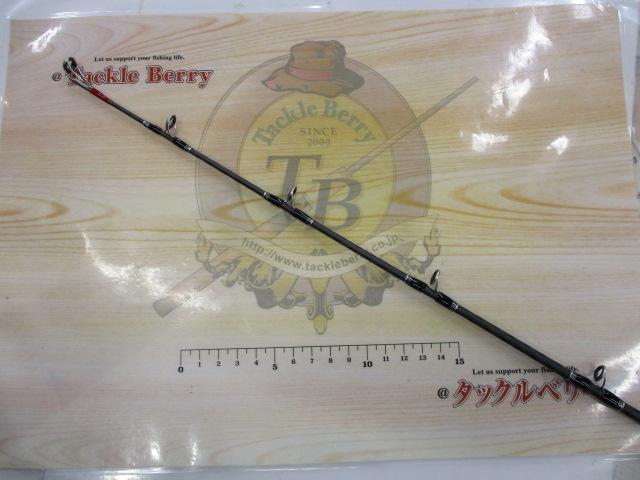 Let us support your fishing life.
@ Tackle Berry
Tackle Berry
SINCE
2000
TB
http://www.tackleberry.co.jp
0 1 2 3 4 5 6 7 8 9 10 11 12 13 14 15
Let us support your fishing life.
@ タックルベリー